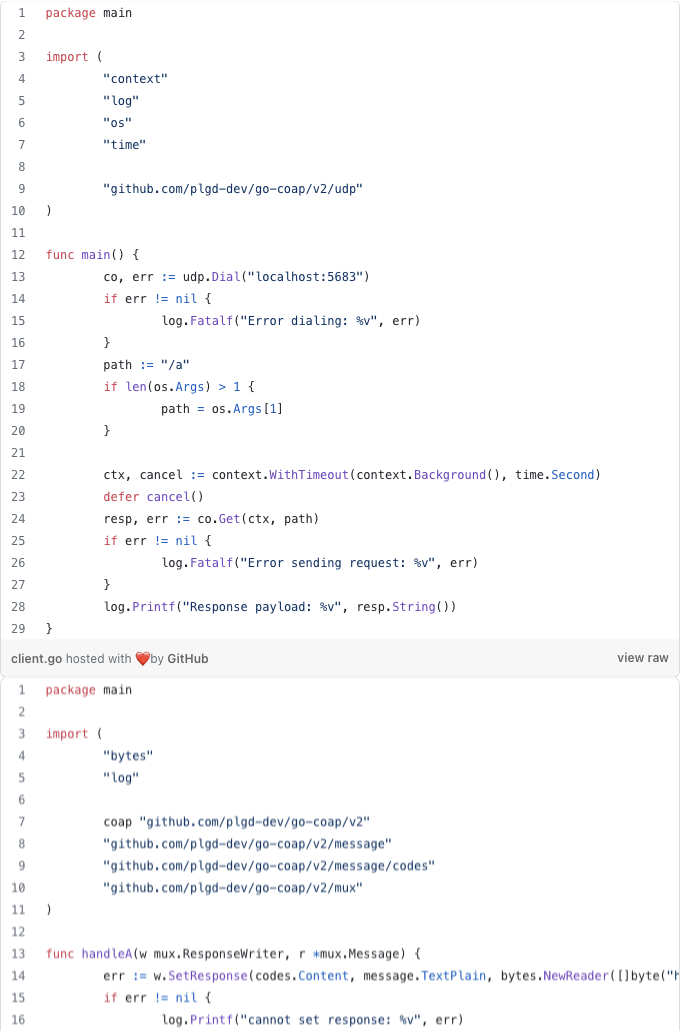 1 package main
2
3 import (
4 "context"
5 "log"
6 "os"
7 "time"
8
9 "github.com/plgd-dev/go-coap/v2/udp"
10 )
11
12 func main() {
13 co, err := udp.Dial("localhost:5683")
14 if err != nil {
15 log.Fatalf("Error dialing: %v", err)
16 }
17 path := "/a"
18 if len(os.Args) > 1 {
19 path = os.Args[1]
20 }
21
22 ctx, cancel := context.WithTimeout(context.Background(), time.Second)
23 defer cancel()
24 resp, err := co.Get(ctx, path)
25 if err != nil {
26 log.Fatalf("Error sending request: %v", err)
27 }
28 log.Printf("Response payload: %v", resp.String())
29 }
client.go hosted with ❤️by GitHub view raw
1 package main
2
3 import (
4 "bytes"
5 "log"
6
7 coap "github.com/plgd-dev/go-coap/v2"
8 "github.com/plgd-dev/go-coap/v2/message"
9 "github.com/plgd-dev/go-coap/v2/message/codes"
10 "github.com/plgd-dev/go-coap/v2/mux"
11 )
12
13 func handleA(w mux.ResponseWriter, r *mux.Message) {
14 err := w.SetResponse(codes.Content, message.TextPlain, bytes.NewReader([]byte("
15 if err != nil {
16 log.Printf("cannot set response: %v", err)